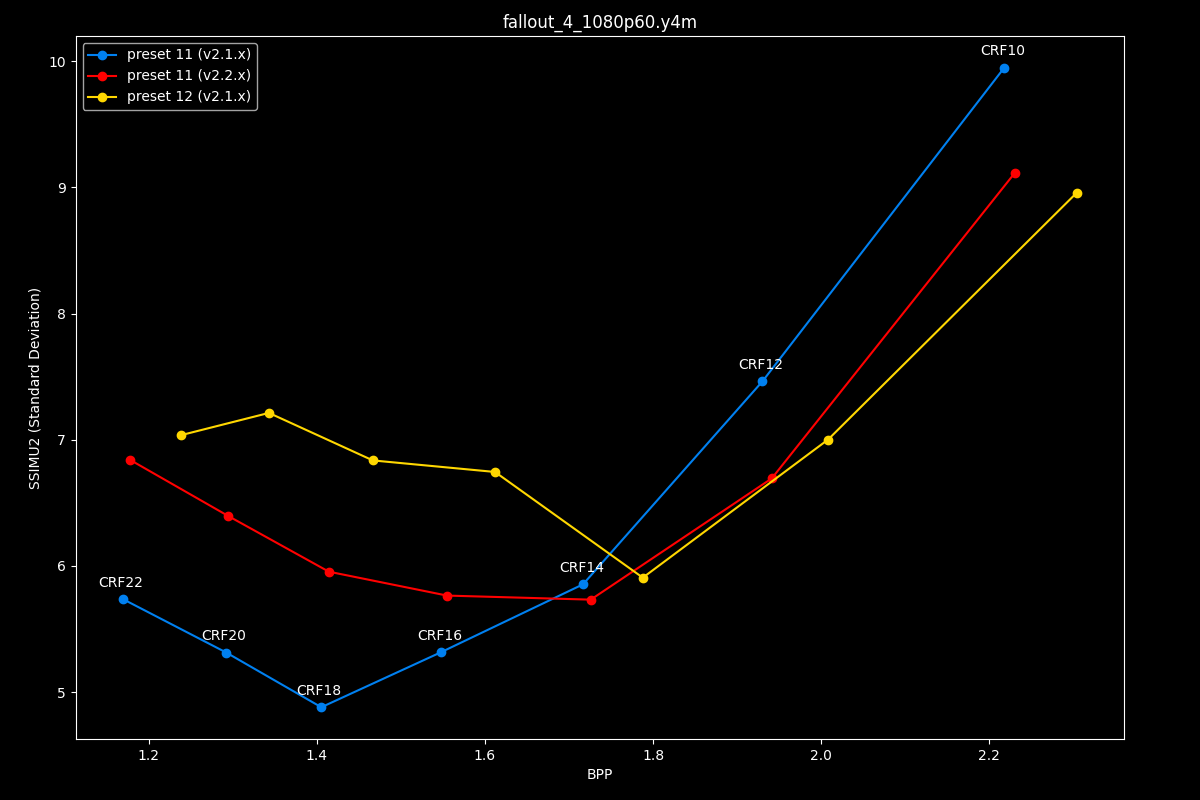 fallout_4_1080p60.y4m
preset 11 (v2.1.x)
preset 11 (v2.2.x)
preset 12 (v2.1.x)
CRF10
CRF12
CRF14
CRF22
CRF20
CRF16
CRF18
10
9
8
7
6
5
SSIMU2 (Standard Deviation)
1.2 1.4 1.6 1.8 2.0 2.2
BPP